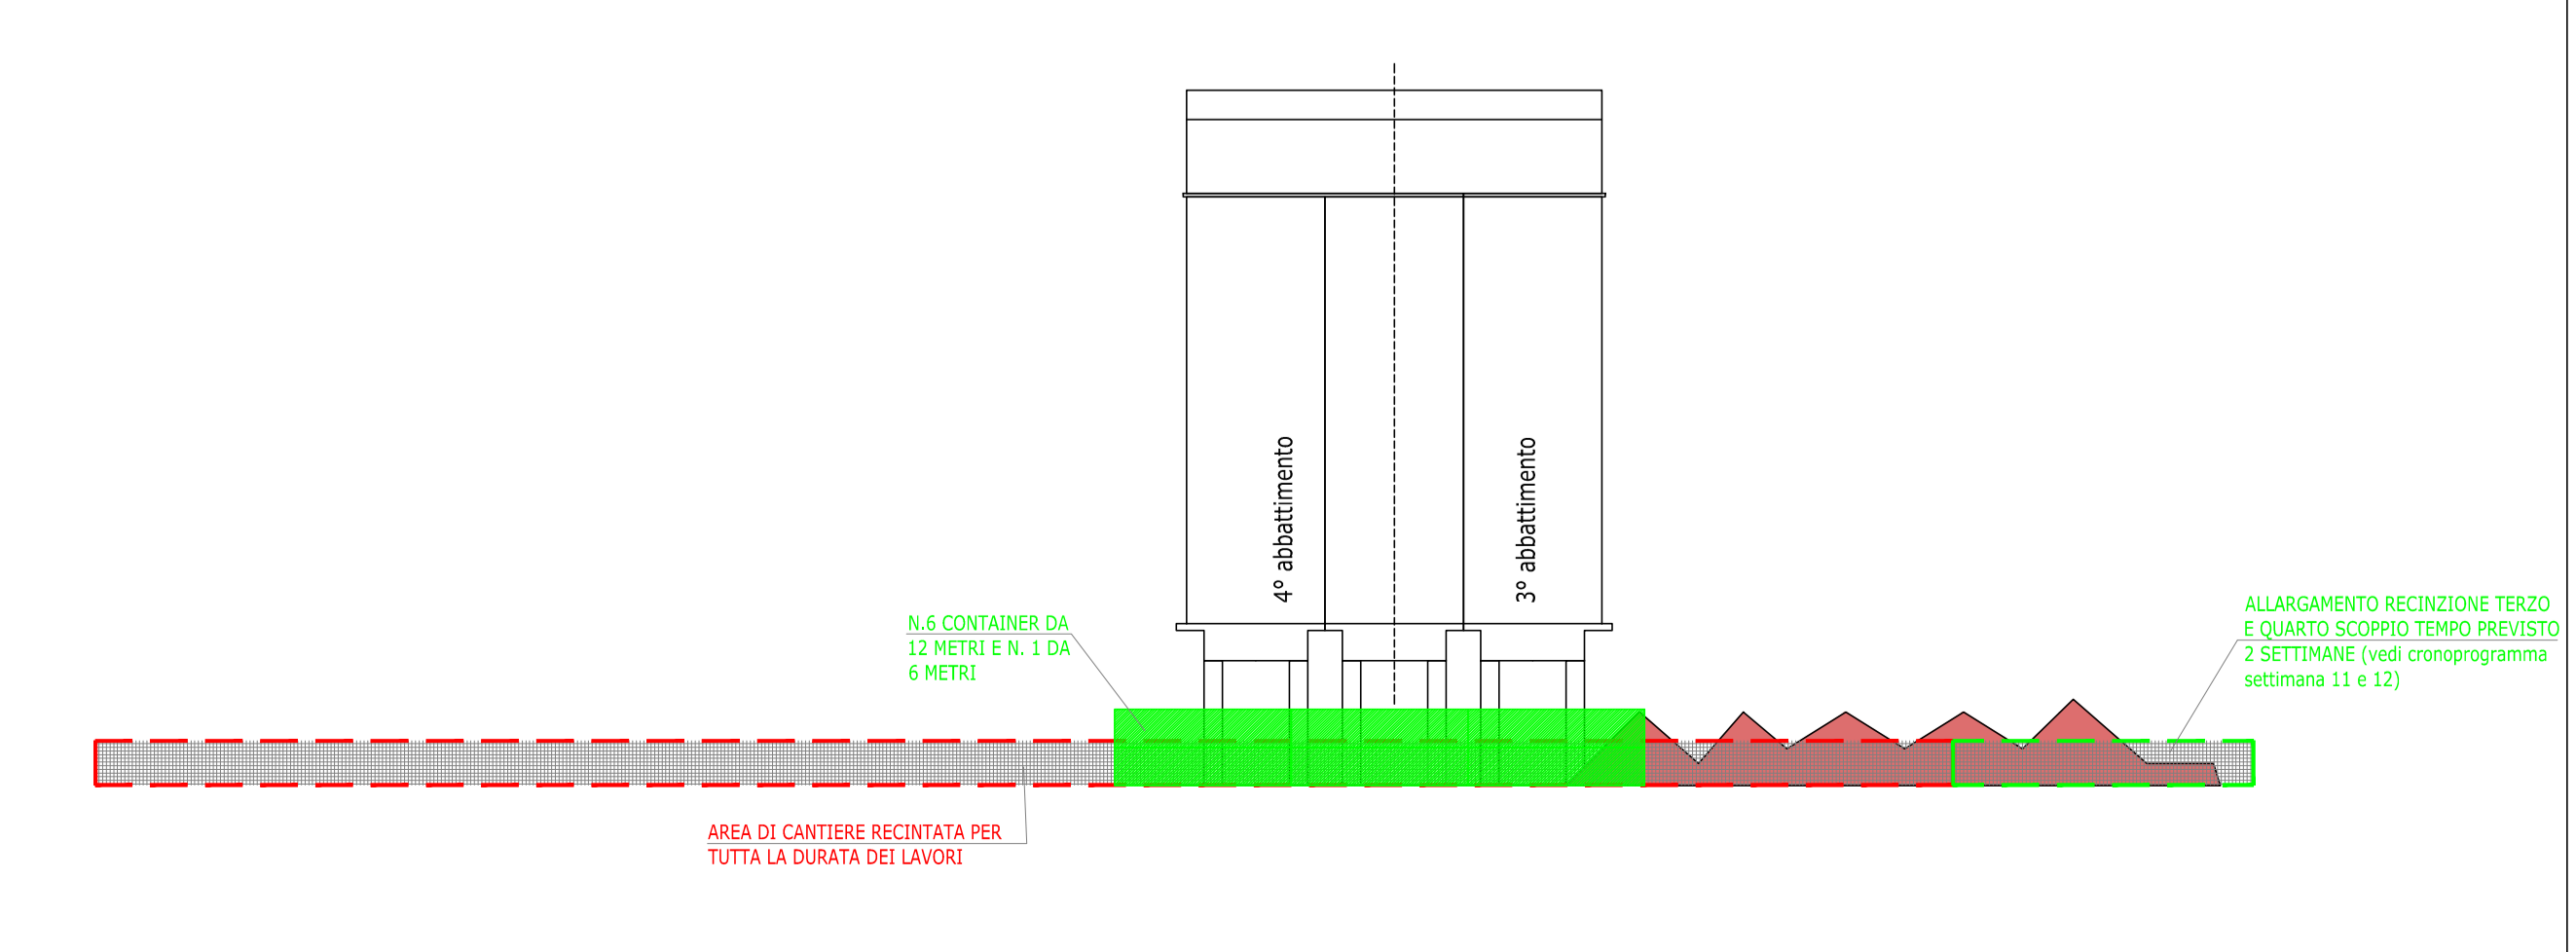 4° abbattimento
3° abbattimento
N.6 CONTAINER DA
12 METRI E N. 1 DA
6 METRI
ALLARGAMENTO RECINZIONE TERZO
E QUARTO SCOPPIO TEMPO PREVISTO
2 SETTIMANE (vedi cronoprogramma
settimana 11 e 12)
AREA DI CANTIERE RECINTATA PER
TUTTA LA DURATA DEI LAVORI